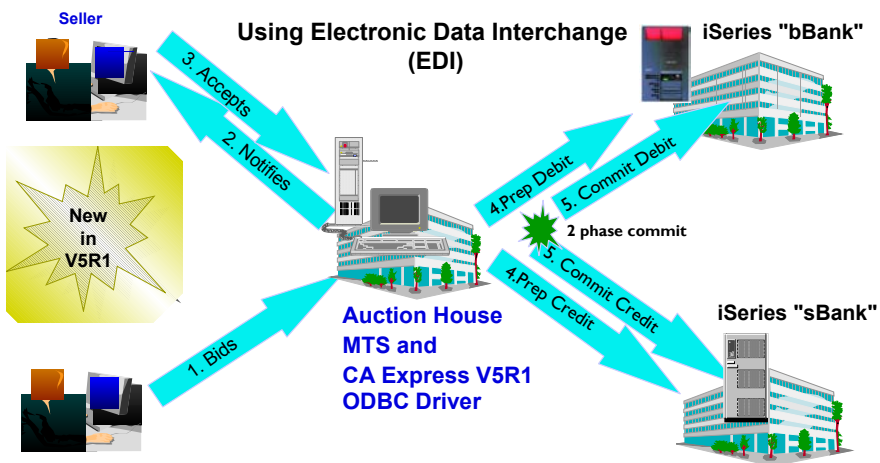 Seller
Using Electronic Data Interchange
(EDI)
iSeries "bBank"
3. Accepts
2. Notifies
4.Prep Debit
5. Commit Debit
New
in
V5R1
2 phase commit
5. Commit Credit
4.Prep Credit
iSeries "sBank"
1. Bids
Auction House
MTS and
CA Express V5R1
ODBC Driver